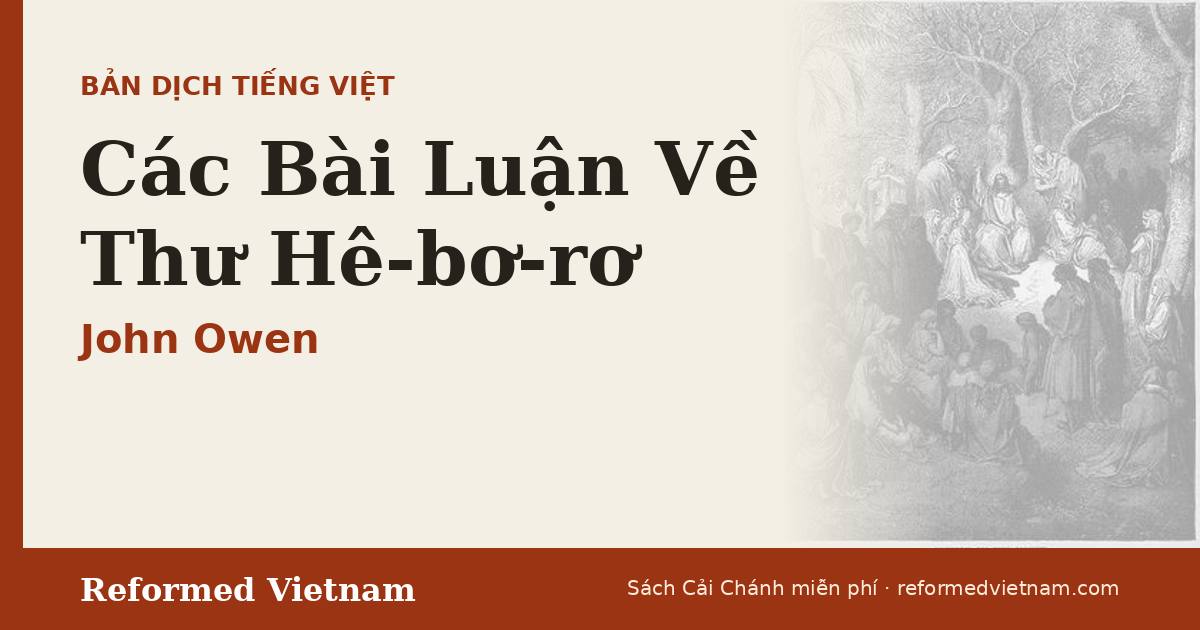 BẢN DỊCH TIẾNG VIỆT
Các Bài Luận Về
Thư Hê-bơ-rơ
John Owen
Reformed Vietnam
Sách Cải Chánh miễn phí · reformedvietnam.com